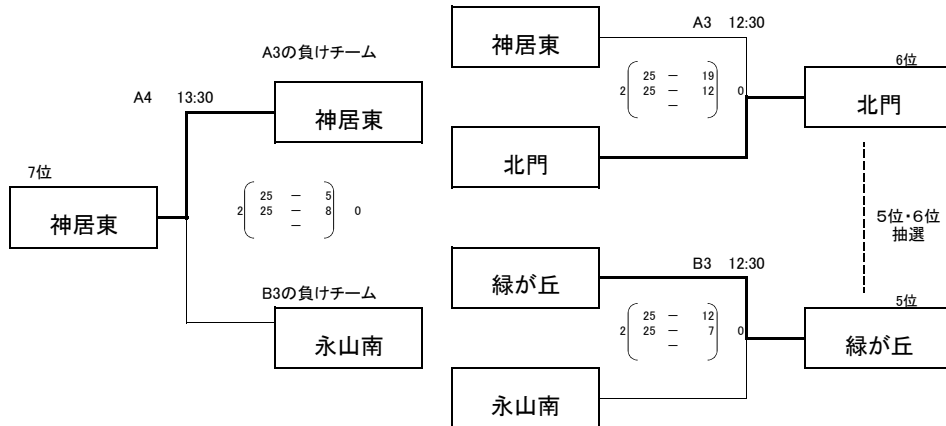 神居東
A3 12:30
25 － 19
2 25 － 12 0
－
北門
6位
北門
A3の負けチーム
A4 13:30
神居東
7位
神居東
25 － 5
2 25 － 8 0
－
B3の負けチーム
永山南
5位・6位
抽選
緑が丘
B3 12:30
25 － 12
2 25 － 7 0
－
永山南
5位
緑が丘